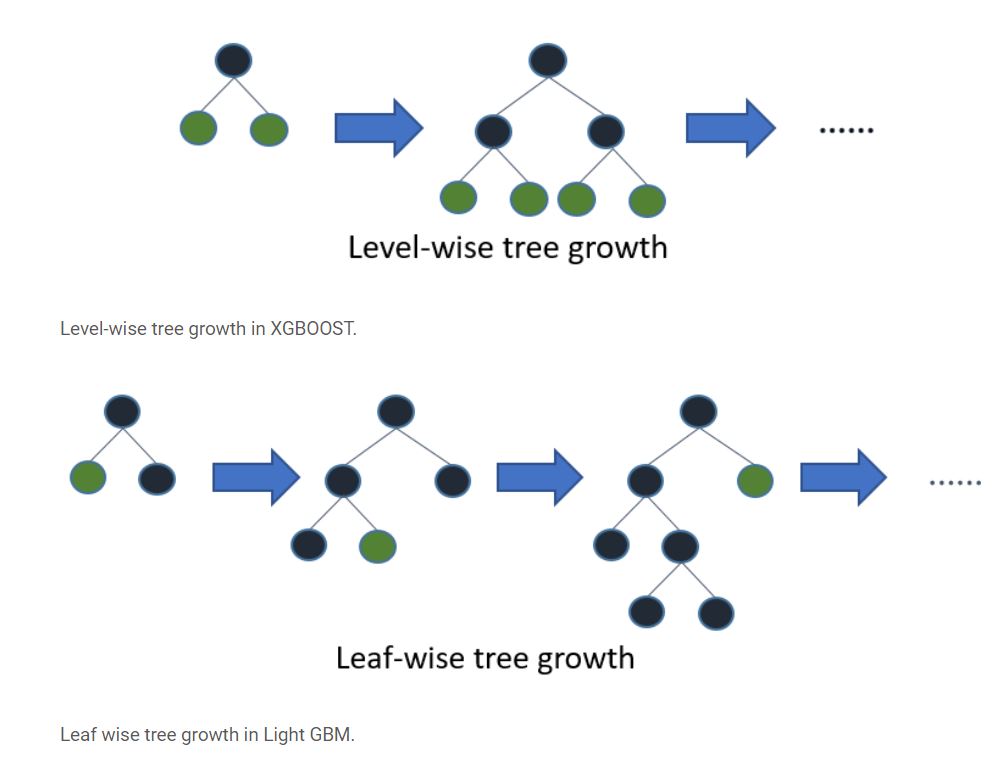 ......
Level-wise tree growth
Level-wise tree growth in XGBOOST.
......
Leaf-wise tree growth
Leaf wise tree growth in Light GBM.